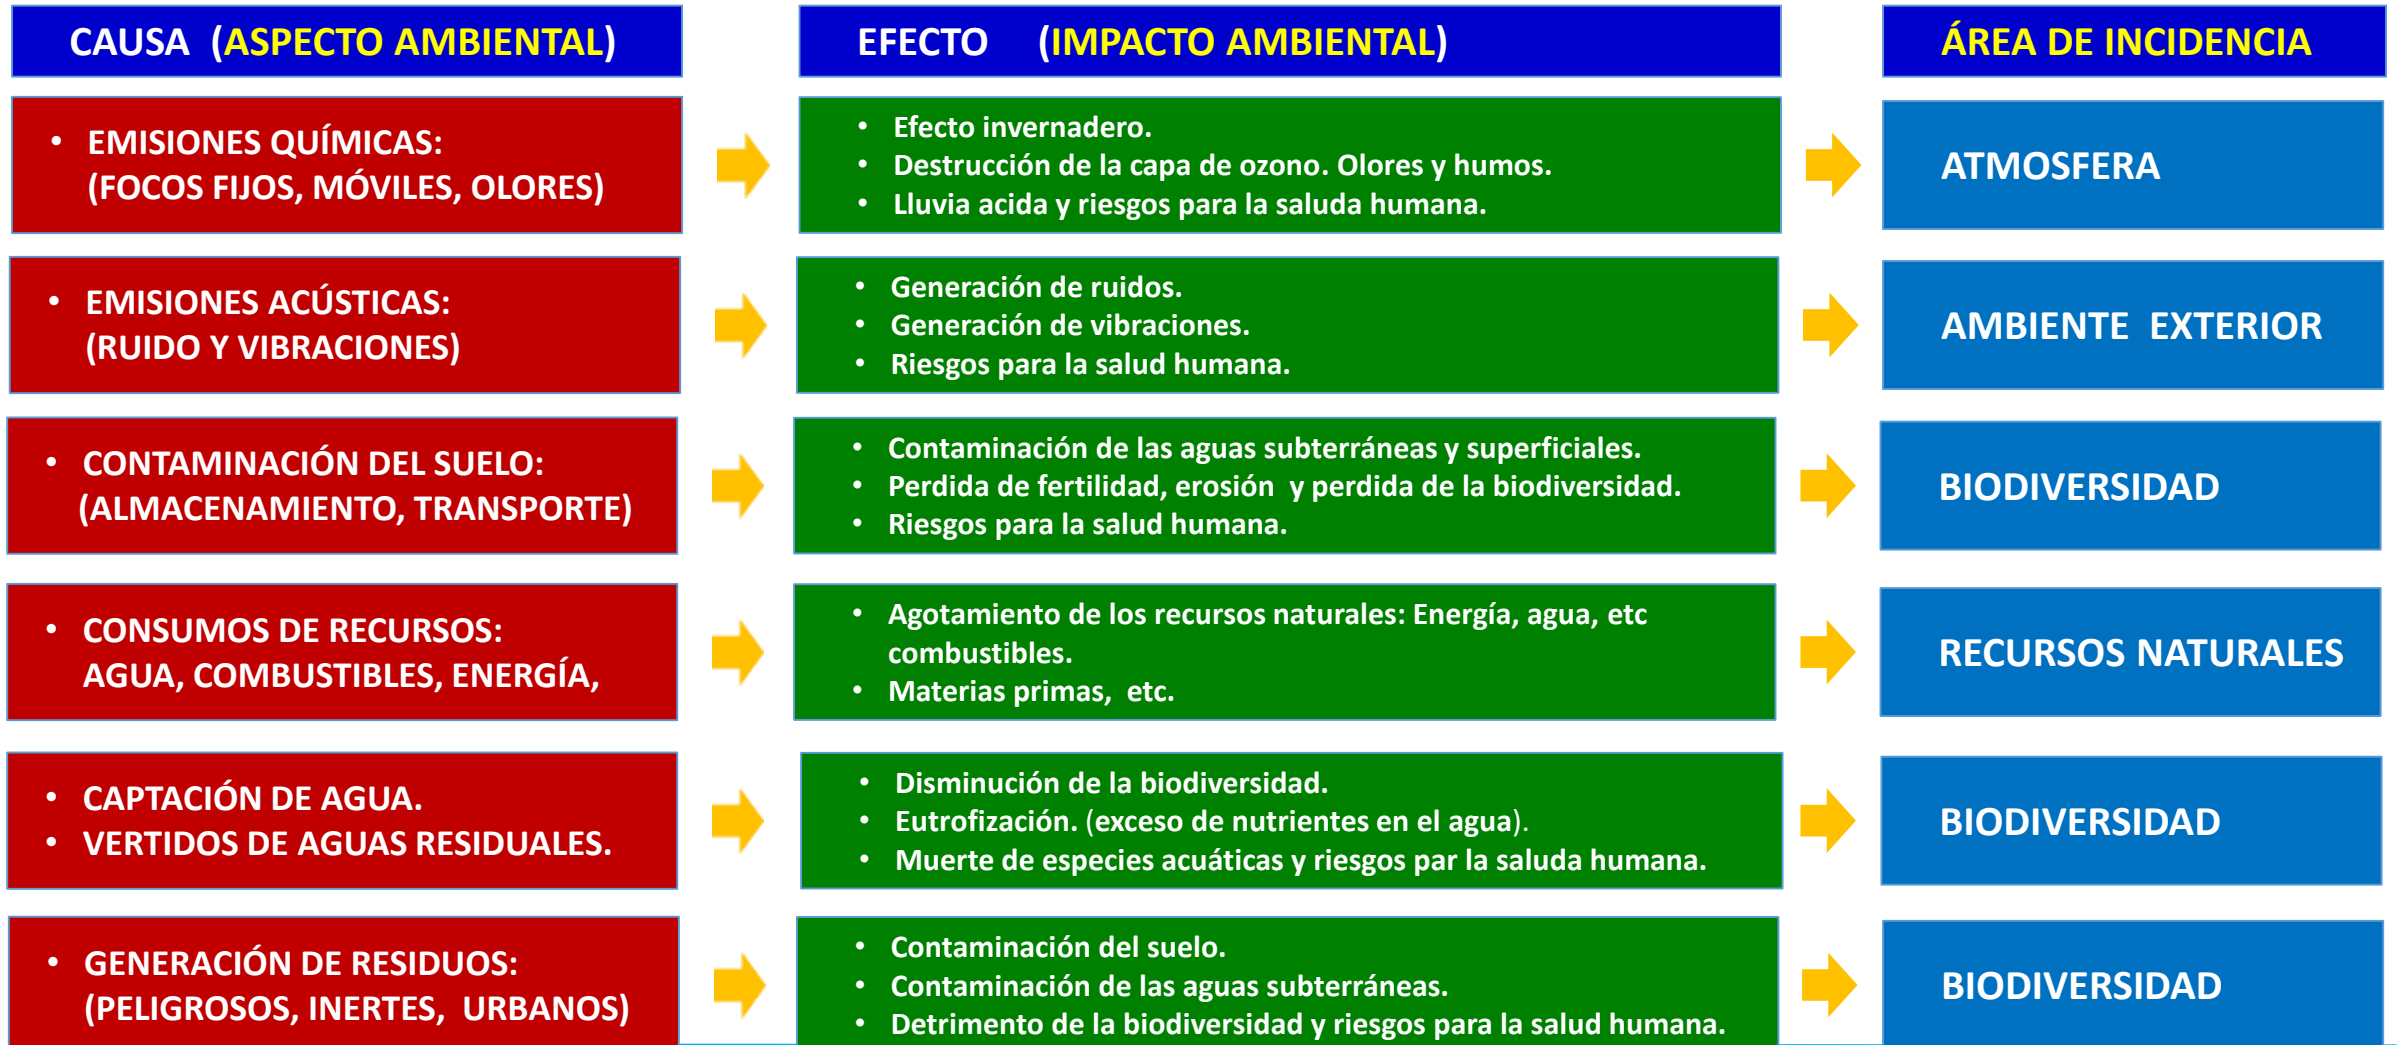 CAUSA (ASPECTO AMBIENTAL)
EFECTO (IMPACTO AMBIENTAL)
ÁREA DE INCIDENCIA
• EMISIONES QUÍMICAS:
(FOCOS FIJOS, MÓVILES, OLORES)
• Efecto invernadero.
• Destrucción de la capa de ozono. Olores y humos.
• Lluvia acida y riesgos para la saluda humana.
ATMOSFERA
• EMISIONES ACÚSTICAS:
(RUIDO Y VIBRACIONES)
• Generación de ruidos.
• Generación de vibraciones.
• Riesgos para la salud humana.
AMBIENTE EXTERIOR
• CONTAMINACIÓN DEL SUELO:
(ALMACENAMIENTO, TRANSPORTE)
• Contaminación de las aguas subterráneas y superficiales.
• Perdida de fertilidad, erosión y perdida de la biodiversidad.
• Riesgos para la salud humana.
BIODIVERSIDAD
• CONSUMOS DE RECURSOS:
AGUA, COMBUSTIBLES, ENERGÍA,
• Agotamiento de los recursos naturales: Energía, agua, etc
combustibles.
• Materias primas, etc.
RECURSOS NATURALES
• CAPTACIÓN DE AGUA.
• VERTIDOS DE AGUAS RESIDUALES.
• Disminución de la biodiversidad.
• Eutrofización. (exceso de nutrientes en el agua).
• Muerte de especies acuáticas y riesgos par la saluda humana.
BIODIVERSIDAD
• GENERACIÓN DE RESIDUOS:
(PELIGROSOS, INERTES, URBANOS)
• Contaminación del suelo.
• Contaminación de las aguas subterráneas.
• Detrimento de la biodiversidad y riesgos para la salud humana.
BIODIVERSIDAD